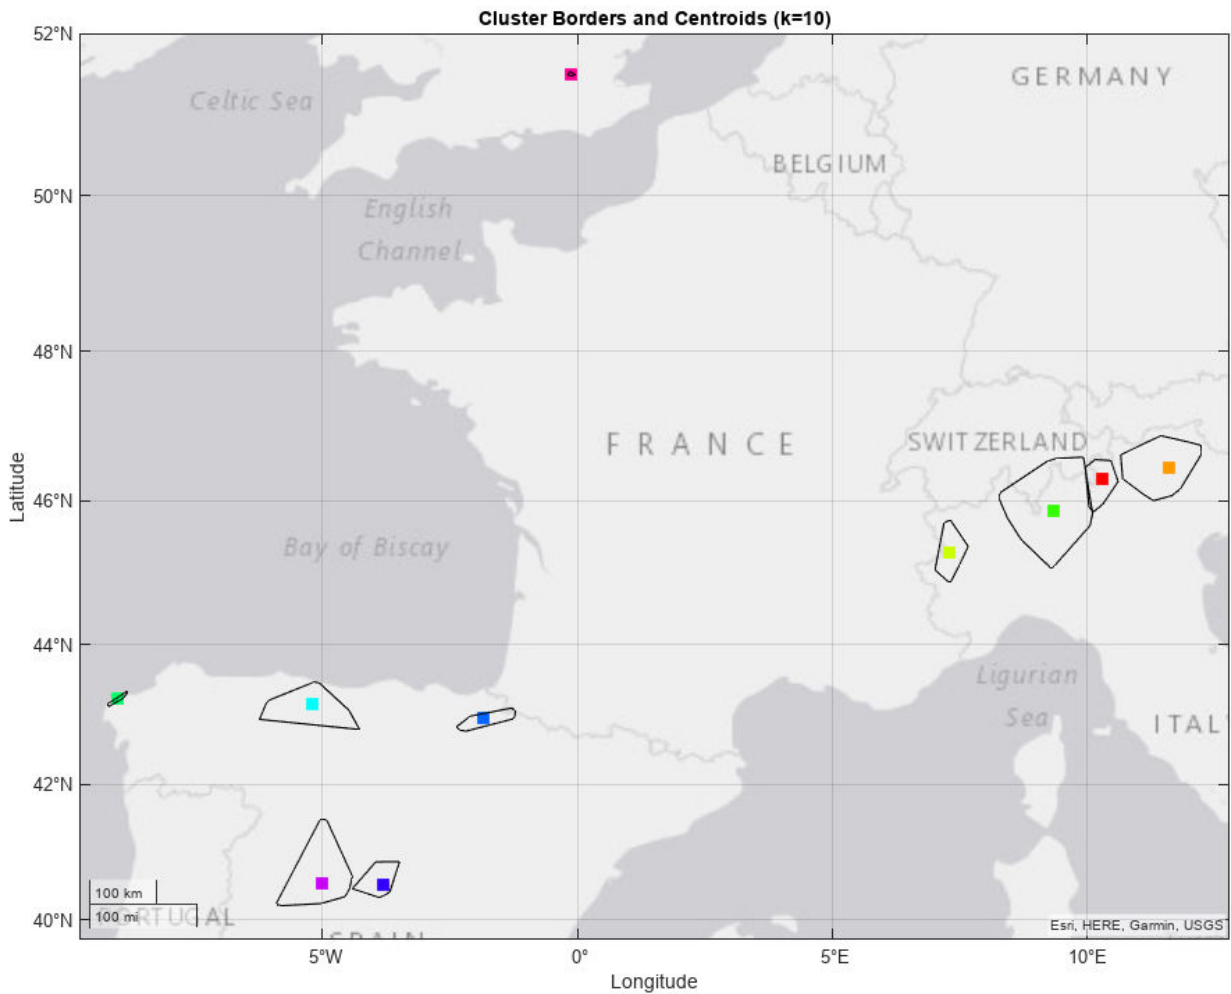 Cluster Borders and Centroids (k=10)
52°N
50°N
48°N
46°N
44°N
42°N
40°N
Latitude
Celtic Sea
GERMANY
BELGIUM
English
Channel
FRANCE
SWITZERLAND
Bay of Biscay
Ligurian
Sea
ITAL
100 km
100 mi
PORTUGAL
SPAIN
Esri, HERE, Garmin, USGS
5°W
0°
5°E
10°E
Longitude